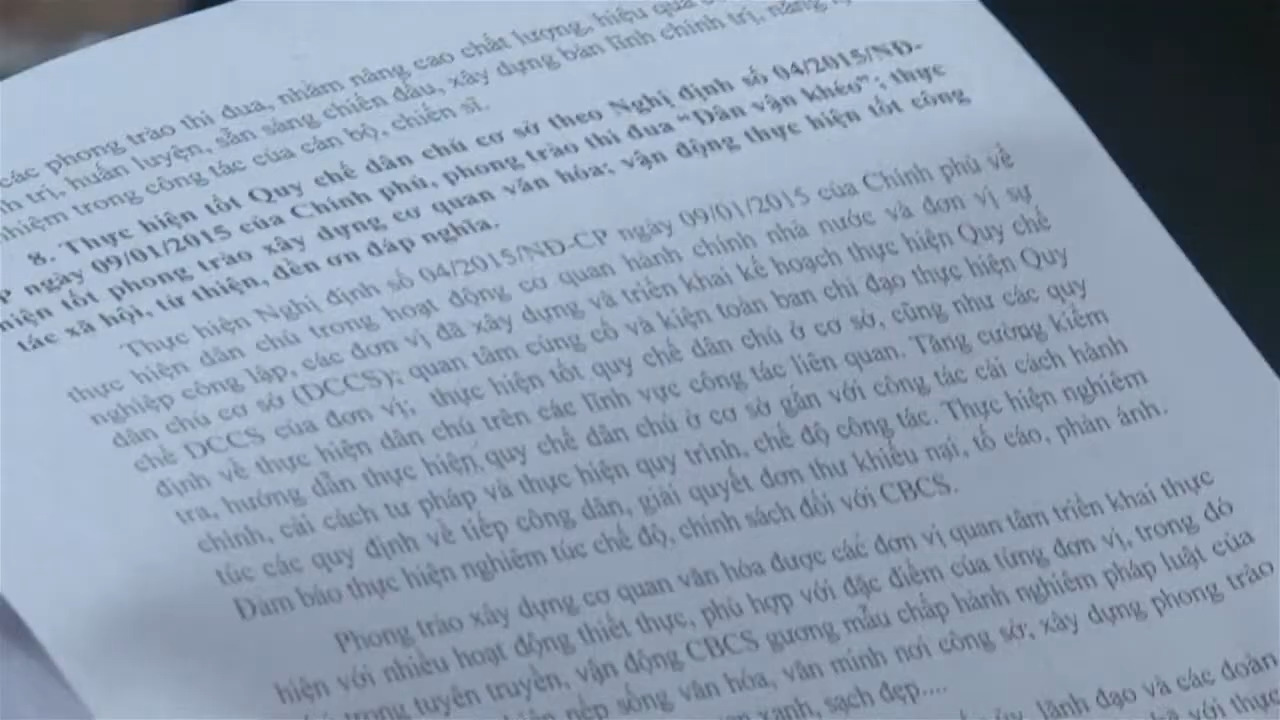 các phong trào thi đua, nhằm nâng cao chất lượng, hiệu quả
trị, huấn luyện, sẵn sàng chiến đấu, xây dựng bản lĩnh chính trị, năng
nhiệm trong công tác của cán bộ, chiến sĩ.
8. Thực hiện tốt Quy chế dân chủ cơ sở theo Nghị định số 04/2015/NĐ-
P ngày 09/01/2015 của Chính phủ, phong trào thi đua “Dân vận khéo”; thực
hiện tốt phong trào xây dựng cơ quan văn hóa; vận động thực hiện tốt công
tác xã hội, từ thiện, đền ơn đáp nghĩa.
Thực hiện Nghị định số 04/2015/NĐ-CP ngày 09/01/2015 của Chính phủ về
thực hiện dân chủ trong hoạt động cơ quan hành chính nhà nước và đơn vị sự
nghiệp công lập, các đơn vị đã xây dựng và triển khai kế hoạch thực hiện Quy chế
dân chủ cơ sở (DCCS); quan tâm củng cố và kiện toàn ban chỉ đạo thực hiện Quy
chế DCCS của đơn vị; thực hiện tốt quy chế dân chủ ở cơ sở, cũng như các quy
định về thực hiện dân chủ trên các lĩnh vực công tác liên quan. Tăng cường kiểm
tra, hướng dẫn thực hiện quy chế dân chủ ở cơ sở gắn với công tác cải cách hành
chính, cải cách tư pháp và thực hiện quy trình, chế độ công tác. Thực hiện nghiêm
túc các quy định về tiếp công dân, giải quyết đơn thư khiếu nại, tố cáo, phản ánh.
Đảm bảo thực hiện nghiêm túc chế độ, chính sách đối với CBCS.
Phong trào xây dựng cơ quan văn hóa được các đơn vị quan tâm triển khai thực
hiện với nhiều hoạt động thiết thực, phù hợp với đặc điểm của từng đơn vị, trong đó
trong tuyên truyền, vận động CBCS gương mẫu chấp hành nghiêm pháp luật của
nếp sống văn hóa, văn minh nơi công sở, xây dựng phong trào
xanh, sạch đẹp....
lãnh đạo và các đoàn
với thực